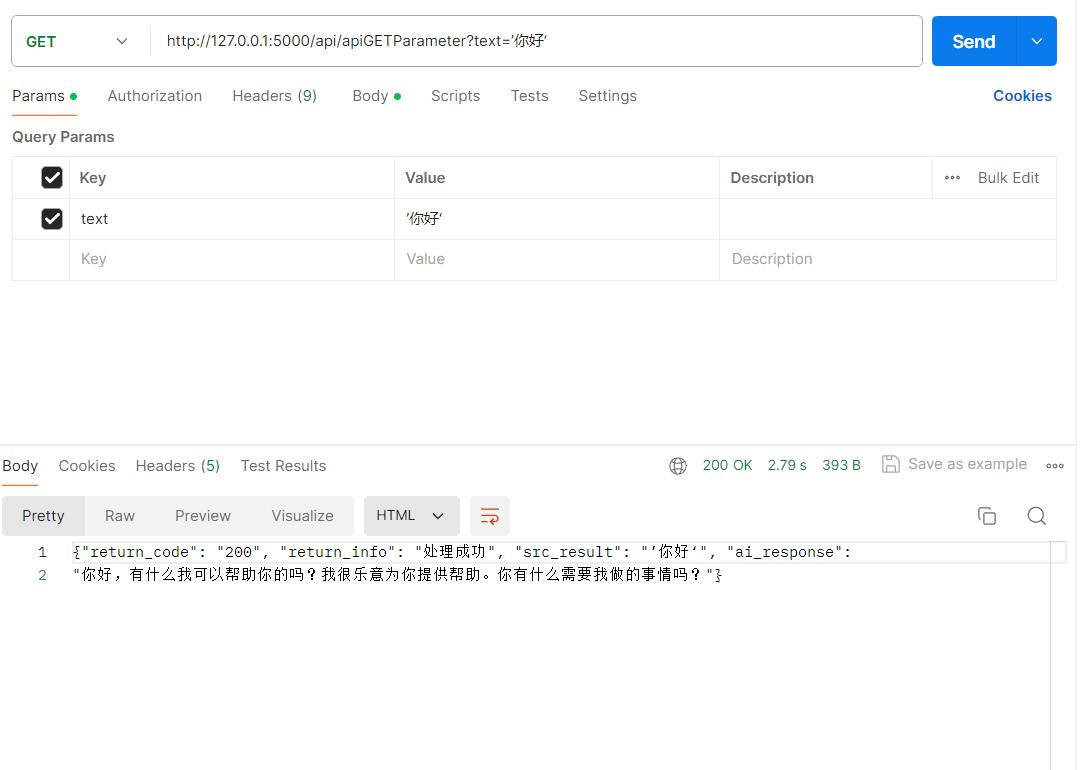 GET http://127.0.0.1:5000/api/apiGETParameter?text=’你好‘ Send
Params Authorization Headers (9) Body Scripts Tests Settings Cookies
Query Params
Key Value Description Bulk Edit
text ’你好‘
Key Value Description
Body Cookies Headers (5) Test Results 200 OK 2.79 s 393 B Save as example
Pretty Raw Preview Visualize HTML
1 {"return_code": "200", "return_info": "处理成功", "src_result": "’你好‘", "ai_response":
2 "你好，有什么我可以帮助你的吗？我很乐意为你提供帮助。你有什么需要我做的事情吗？"}